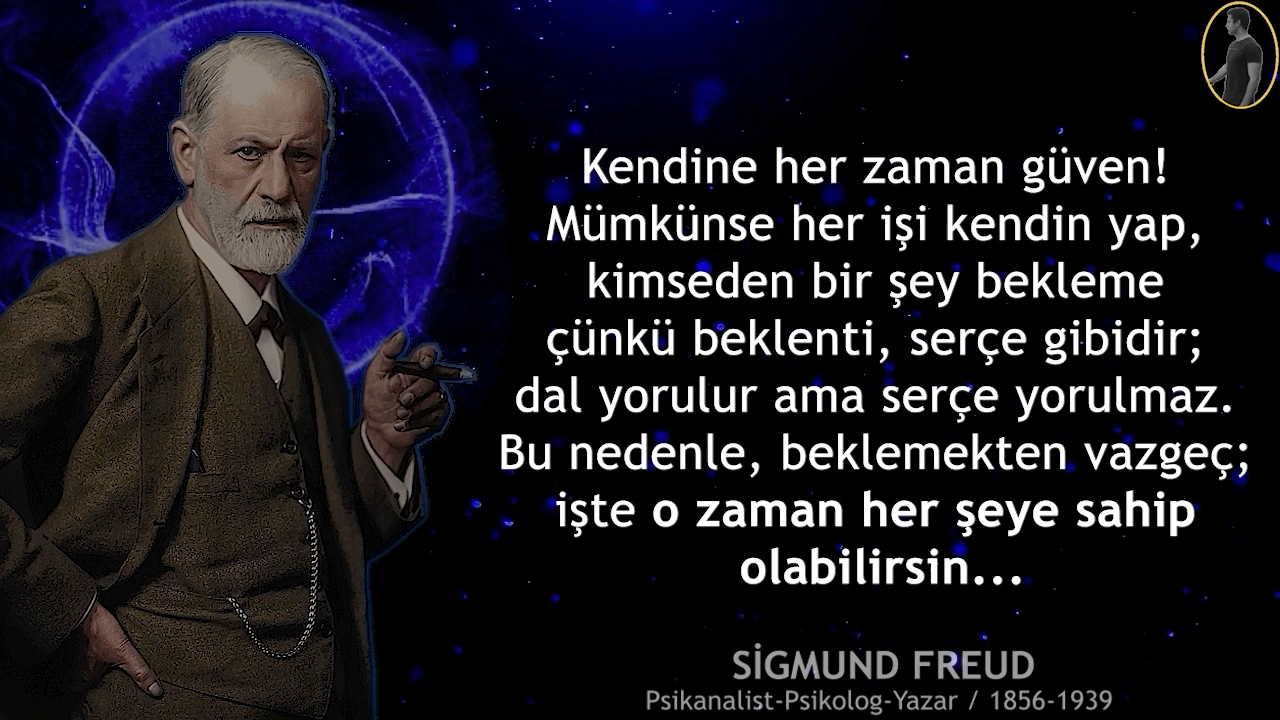 Kendine her zaman güven!
Mümkünse her işi kendin yap,
kimseden bir şey bekleme
çünkü beklenti, serçe gibidir;
dal yorulur ama serçe yorulmaz.
Bu nedenle, beklemekten vazgeç;
işte o zaman her şeye sahip
olabilirsin...
SİGMUND FREUD
Psikanalist-Psikolog-Yazar / 1856-1939